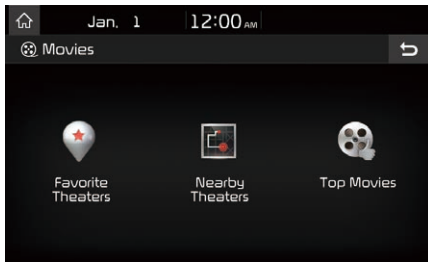 Jan. 1 12:00 AM
Movies
Favorite
Theaters
Nearby
Theaters
Top Movies